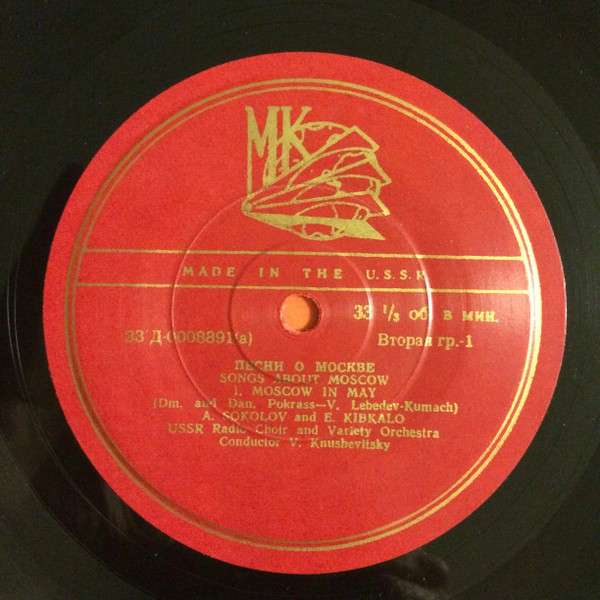 МК
MADE IN THE U.S.S.R
33 ⅓ об. в мин.
33 Д-0008891(а)
Вторая гр.-1
ПЕСНИ О МОСКВЕ
SONGS ABOUT MOSCOW
1. MOSCOW IN MAY
(Dm. and Dan. Pokrass—V. Lebedev-Kumach)
A. SOKOLOV and E. KIBKALO
USSR Radio Choir and Variety Orchestra
Conductor V. Knushevitsky